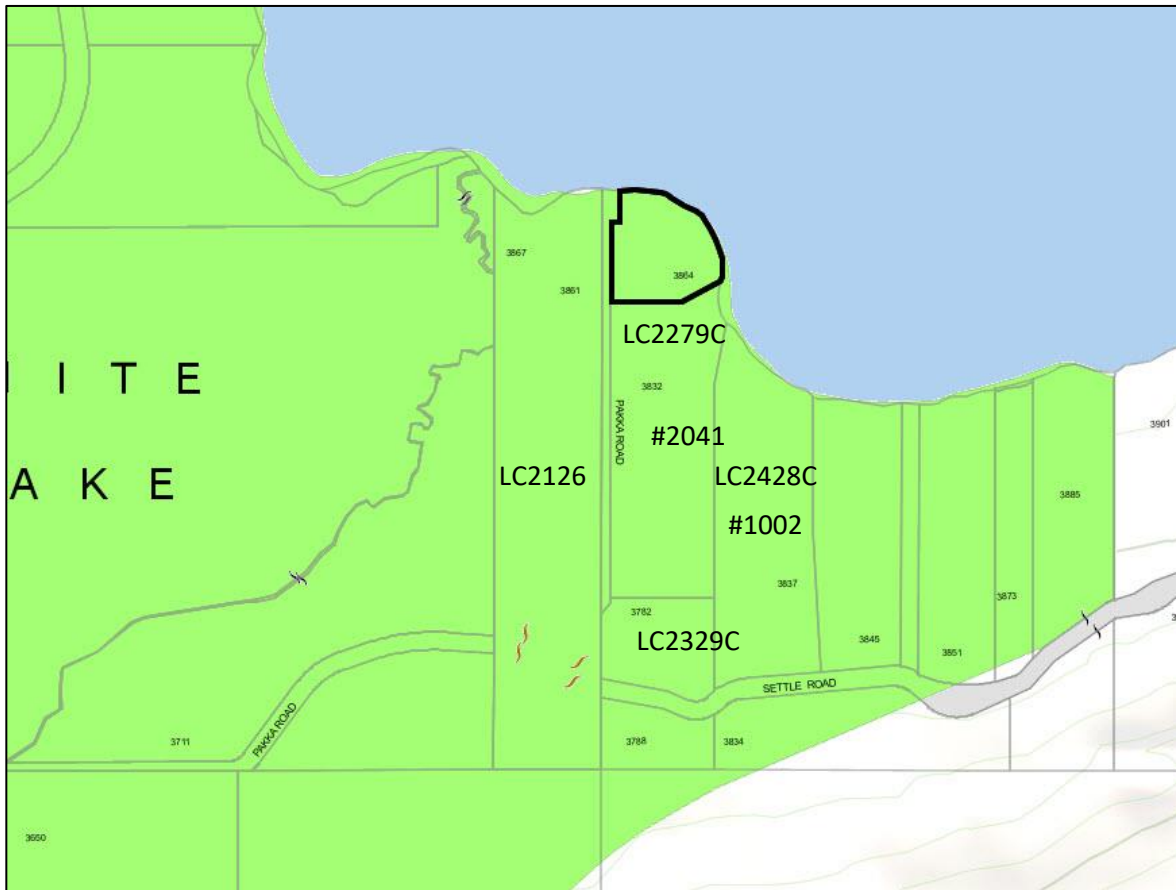 3867
3861
3864
LC2279C
I I T E
3832
PAKKA ROAD
#2041
3901
A K E
LC2126
LC2428C
3885
#1002
3837
3873
3782
LC2329C
3845
3851
SETTLE ROAD
PAKKA ROAD
3711
3788
3834
3650